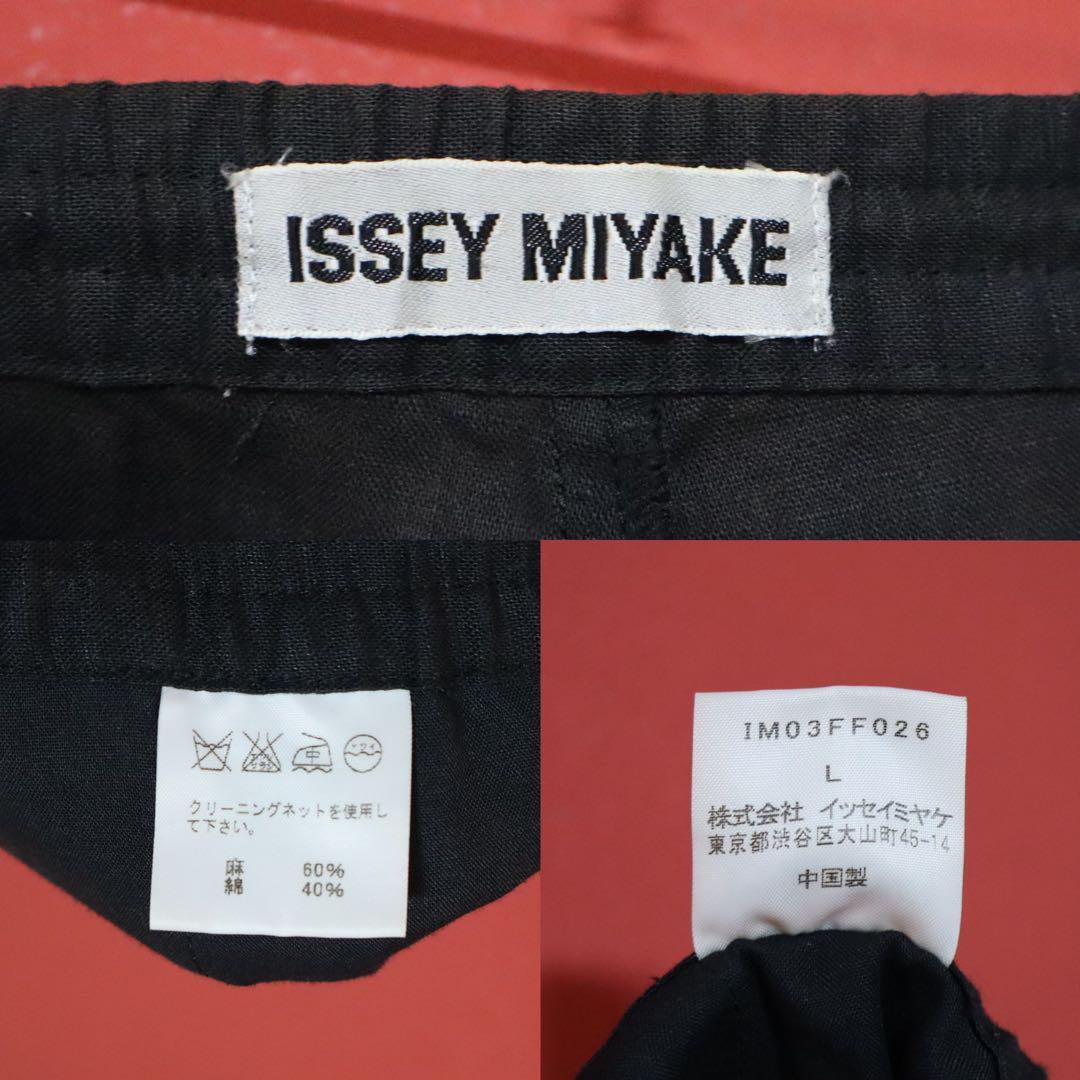 ISSEY MIYAKE
クリーニングネットを使用し
て下さい。
麻 60%
綿 40%
IM03FF026
L
株式会社 イッセイミヤケ
東京都渋谷区大山町45-14
中国製